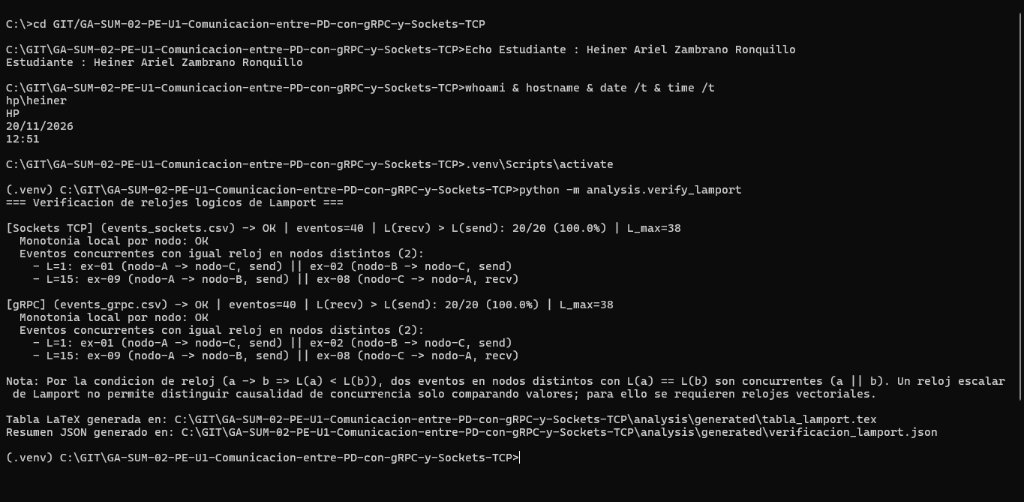 C:\>cd GIT/GA-SUM-02-PE-U1-Comunicacion-entre-PD-con-gRPC-y-Sockets-TCP
C:\GIT\GA-SUM-02-PE-U1-Comunicacion-entre-PD-con-gRPC-y-Sockets-TCP>Echo Estudiante : Heiner Ariel Zambrano Ronquillo
Estudiante : Heiner Ariel Zambrano Ronquillo
C:\GIT\GA-SUM-02-PE-U1-Comunicacion-entre-PD-con-gRPC-y-Sockets-TCP>whoami & hostname & date /t & time /t
hp\heiner
HP
20/11/2026
12:51
C:\GIT\GA-SUM-02-PE-U1-Comunicacion-entre-PD-con-gRPC-y-Sockets-TCP>.venv\Scripts\activate
(.venv) C:\GIT\GA-SUM-02-PE-U1-Comunicacion-entre-PD-con-gRPC-y-Sockets-TCP>python -m analysis.verify_lamport
=== Verificacion de relojes logicos de Lamport ===
[Sockets TCP] (events_sockets.csv) -> OK | eventos=40 | L(recv) > L(send): 20/20 (100.0%) | L_max=38
Monotonia local por nodo: OK
Eventos concurrentes con igual reloj en nodos distintos (2):
- L=1: ex-01 (nodo-A -> nodo-C, send) || ex-02 (nodo-B -> nodo-C, send)
- L=15: ex-09 (nodo-A -> nodo-B, send) || ex-08 (nodo-C -> nodo-A, recv)
[gRPC] (events_grpc.csv) -> OK | eventos=40 | L(recv) > L(send): 20/20 (100.0%) | L_max=38
Monotonia local por nodo: OK
Eventos concurrentes con igual reloj en nodos distintos (2):
- L=1: ex-01 (nodo-A -> nodo-C, send) || ex-02 (nodo-B -> nodo-C, send)
- L=15: ex-09 (nodo-A -> nodo-B, send) || ex-08 (nodo-C -> nodo-A, recv)
Nota: Por la condicion de reloj (a -> b => L(a) < L(b)), dos eventos en nodos distintos con L(a) == L(b) son concurrentes (a || b). Un reloj escalar
de Lamport no permite distinguir causalidad de concurrencia solo comparando valores; para ello se requieren relojes vectoriales.
Tabla LaTeX generada en: C:\GIT\GA-SUM-02-PE-U1-Comunicacion-entre-PD-con-gRPC-y-Sockets-TCP\analysis\generated\tabla_lamport.tex
Resumen JSON generado en: C:\GIT\GA-SUM-02-PE-U1-Comunicacion-entre-PD-con-gRPC-y-Sockets-TCP\analysis\generated\verificacion_lamport.json
(.venv) C:\GIT\GA-SUM-02-PE-U1-Comunicacion-entre-PD-con-gRPC-y-Sockets-TCP>